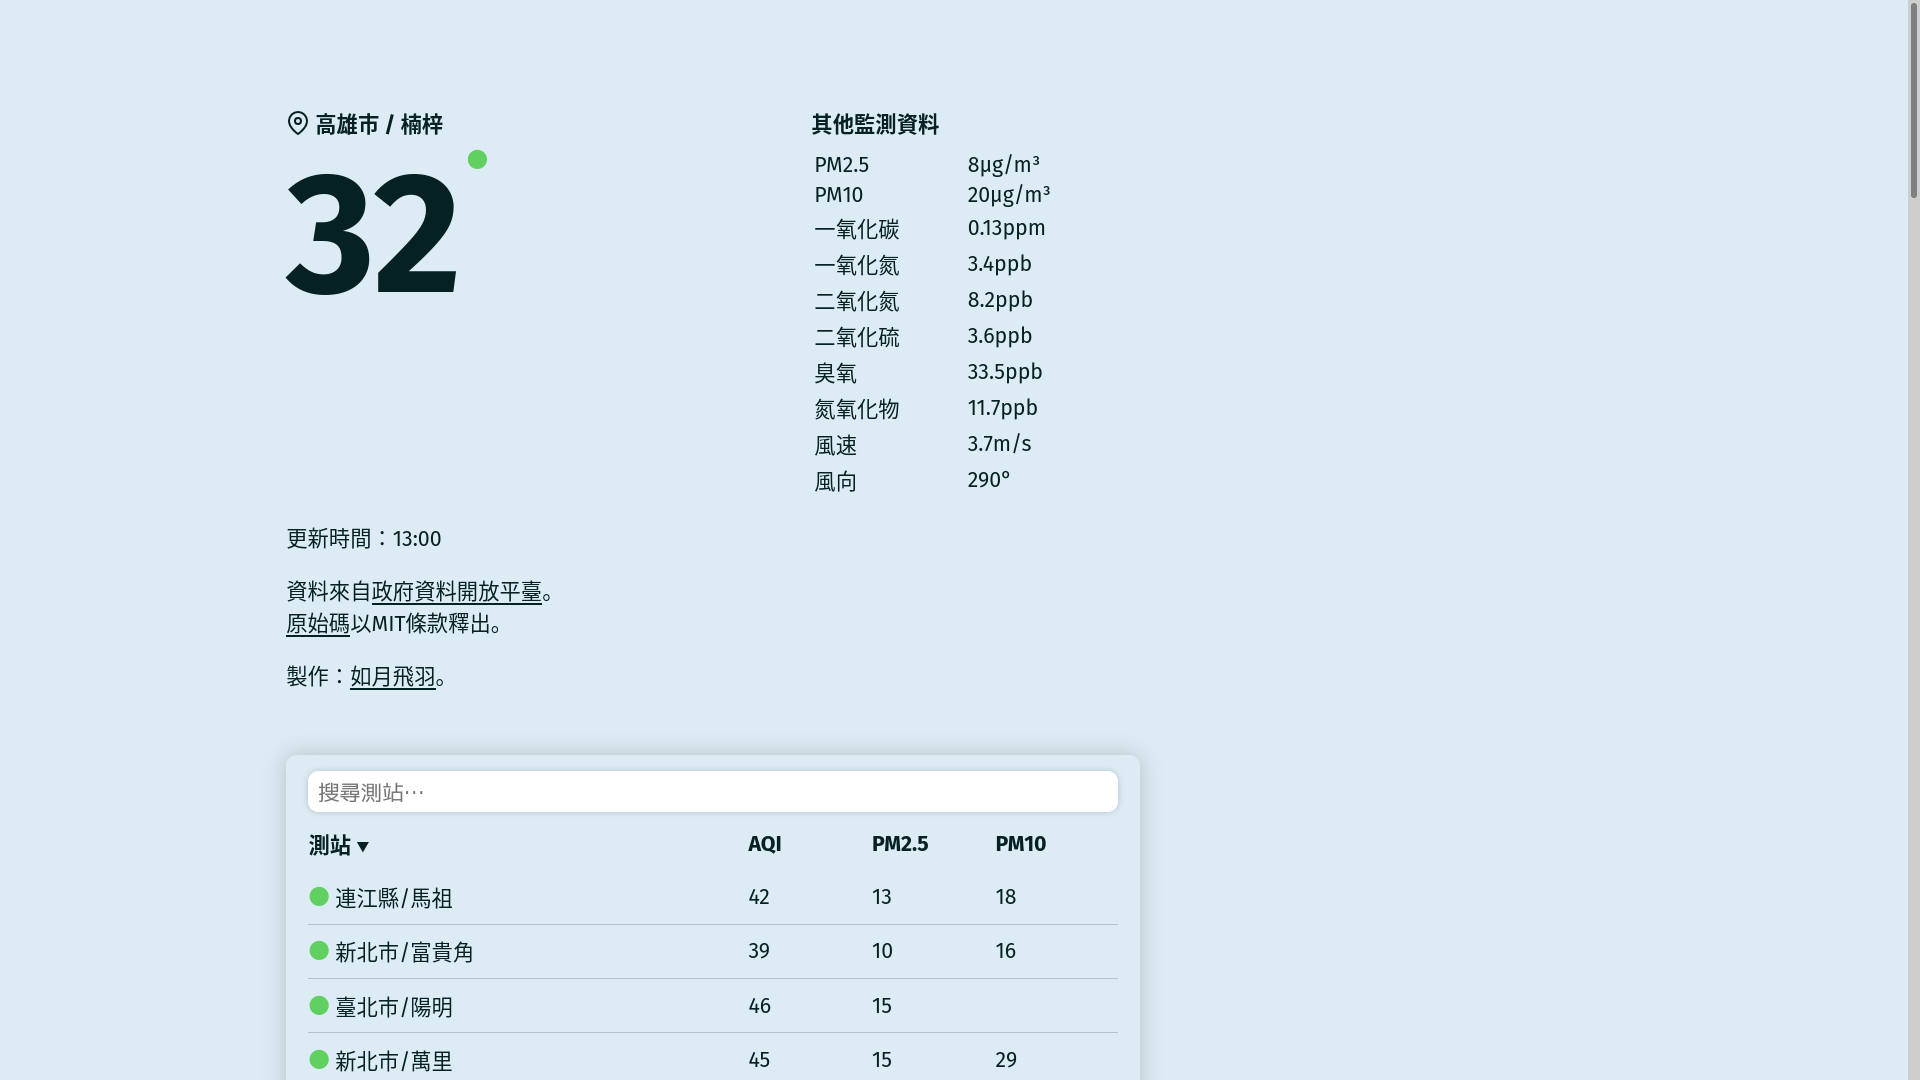 高雄市 / 楠梓
32
其他監測資料
PM2.5 8µg/m³
PM10 20µg/m³
一氧化碳 0.13ppm
一氧化氮 3.4ppb
二氧化氮 8.2ppb
二氧化硫 3.6ppb
臭氧 33.5ppb
氮氧化物 11.7ppb
風速 3.7m/s
風向 290°
更新時間：13:00
資料來自政府資料開放平臺。
原始碼以MIT條款釋出。
製作：如月飛羽。
搜尋測站…
測站 ▾ AQI PM2.5 PM10
連江縣/馬祖 42 13 18
新北市/富貴角 39 10 16
臺北市/陽明 46 15
新北市/萬里 45 15 29